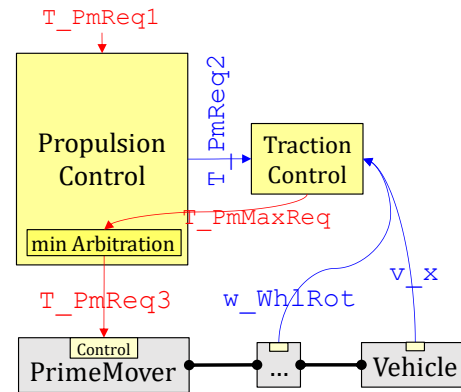 T_PmReq1
T_PmReq2
Propulsion
Control
Traction
Control
T_PmMaxReq
min Arbitration
T_PmReq3
w_WhlRot
v_x
Control
PrimeMover
...
Vehicle